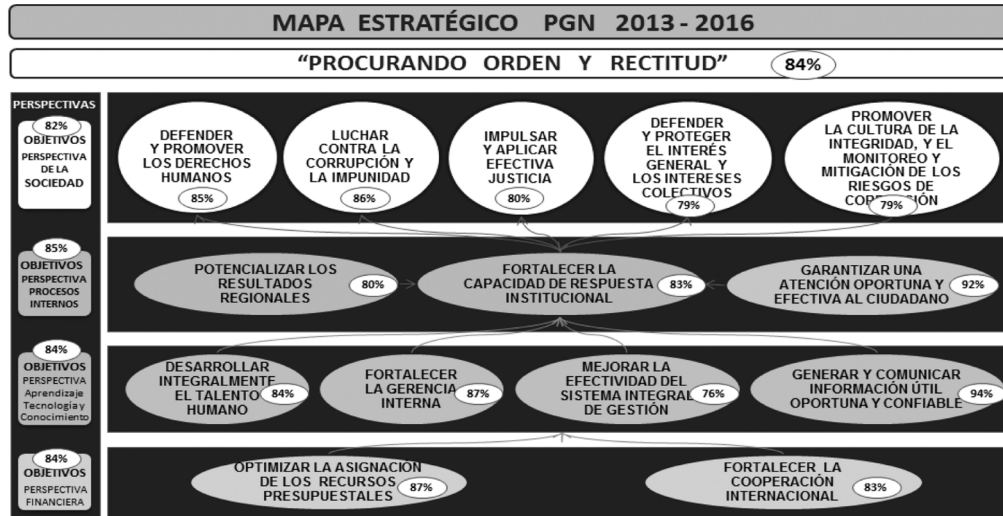 MAPA ESTRATÉGICO PGN 2013 - 2016
“PROCURANDO ORDEN Y RECTITUD” 84%
PERSPECTIVAS
82%
OBJETIVOS
PERSPECTIVA
DE LA
SOCIEDAD
DEFENDER
Y PROMOVER
LOS DERECHOS
HUMANOS
85%
LUCHAR
CONTRA LA
CORRUPCIÓN Y
LA IMPUNIDAD
86%
IMPULSAR
Y APLICAR
EFECTIVA
JUSTICIA
80%
DEFENDER
Y PROTEGER
EL INTERÉS
GENERAL Y
LOS INTERESES
COLECTIVOS
79%
PROMOVER
LA CULTURA DE LA
INTEGRIDAD, Y EL
MONITOREO Y
MITIGACIÓN DE LOS
RIESGOS DE
79%
85%
OBJETIVOS
PERSPECTIVA
PROCESOS
INTERNOS
POTENCIALIZAR LOS
RESULTADOS
REGIONALES
80%
FORTALECER LA
CAPACIDAD DE RESPUESTA
INSTITUCIONAL
83%
GARANTIZAR UNA
ATENCIÓN OPORTUNA Y
EFECTIVA AL CIUDADANO
92%
84%
OBJETIVOS
PERSPECTIVA
Aprendizaje
Tecnología y
Conocimiento
DESARROLLAR
INTEGRALMENTE
EL TALENTO
HUMANO
84%
FORTALECER
LA GERENCIA
INTERNA
87%
MEJORAR LA
EFECTIVIDAD DEL
SISTEMA INTEGRAL
DE GESTIÓN
76%
GENERAR Y COMUNICAR
INFORMACIÓN ÚTIL
OPORTUNA Y CONFIABLE
94%
84%
OBJETIVOS
PERSPECTIVA
FINANCIERA
OPTIMIZAR LA ASIGNACIÓN
DE LOS RECURSOS
PRESUPUESTALES
87%
FORTALECER LA
COOPERACIÓN
INTERNACIONAL
83%